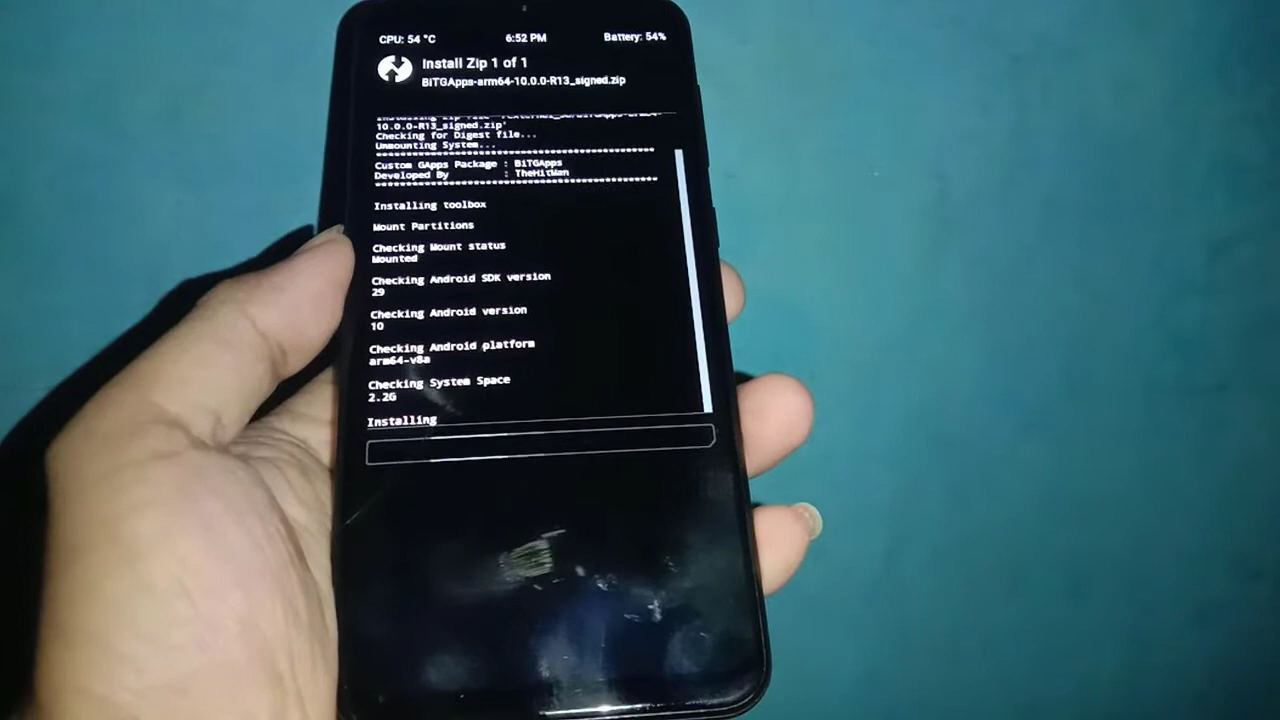 CPU: 54 °C 6:52 PM Battery: 54%
Install Zip 1 of 1
BiTGApps-arm64-10.0.0-R13_signed.zip
Installing zip file
10.0.0-R13_signed.zip'
Checking for Digest file...
Unmounting System...
Custom GApps Package : BiTGApps
Developed By : TheHitMan
Installing toolbox
Mount Partitions
Checking Mount status
Mounted
Checking Android SDK version
29
Checking Android version
10
Checking Android platform
arm64-v8a
Checking System Space
2.2G
Installing